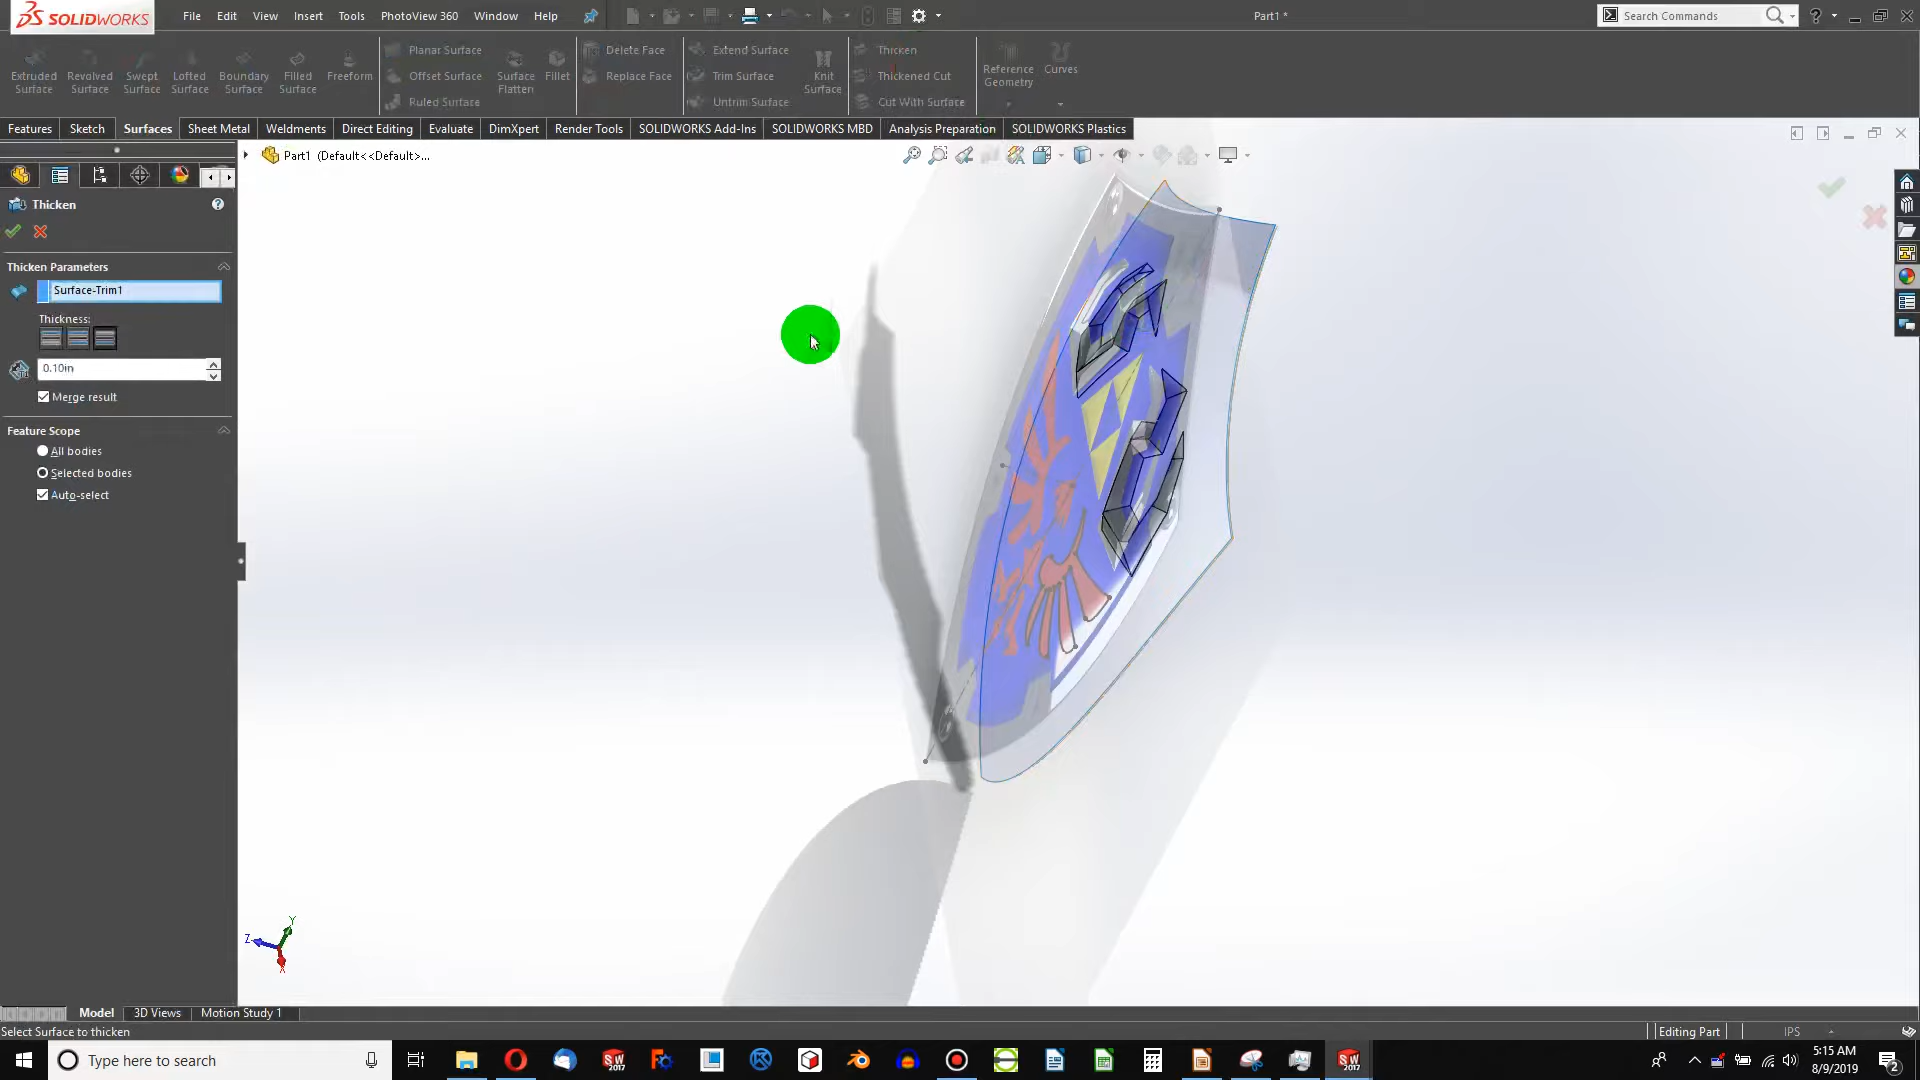 SOLIDWORKS
File Edit View Insert Tools PhotoView 360 Window Help
Part1 *
Search Commands
Extruded Surface
Revolved Surface
Swept Surface
Lofted Surface
Boundary Surface
Filled Surface
Freeform
Planar Surface
Offset Surface
Ruled Surface
Surface Flatten
Fillet
Delete Face
Replace Face
Extend Surface
Trim Surface
Untrim Surface
Knit Surface
Thicken
Thickened Cut
Cut With Surface
Reference Geometry
Curves
Features Sketch Surfaces Sheet Metal Weldments Direct Editing Evaluate DimXpert Render Tools SOLIDWORKS Add-Ins SOLIDWORKS MBD Analysis Preparation SOLIDWORKS Plastics
Part1 (Default<<Default>...
Thicken
Thicken Parameters
Surface-Trim1
Thickness:
0.10in
Merge result
Feature Scope
All bodies
Selected bodies
Auto-select
Y
Z
X
Model 3D Views Motion Study 1
Select Surface to thicken
Editing Part
IPS
Type here to search
SW
2017
SW
2017
5:15 AM
8/9/2019
2